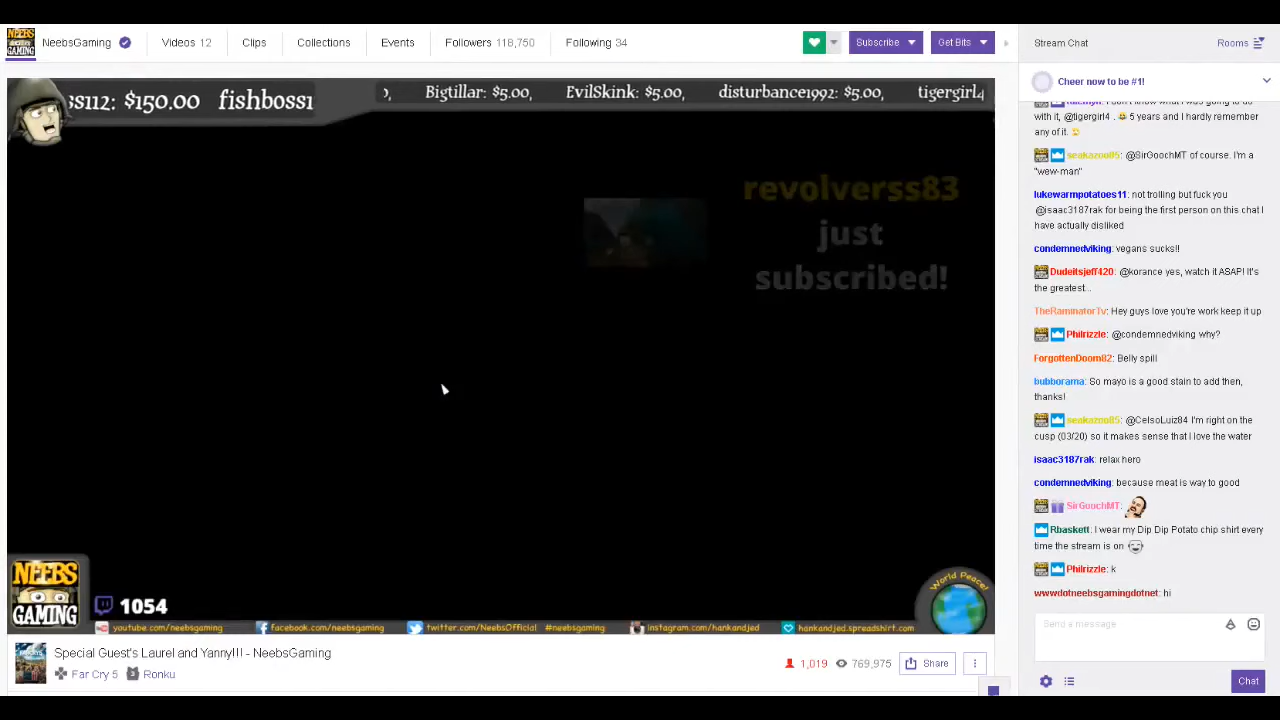 NeebsGaming Videos 12 Clips Collections Events Followers 118,750 Following 34 Subscribe Get Bits
ss112: $150.00 fishboss1
Bigtillar: $5.00, EvilSkink: $5.00, disturbance1992: $5.00, tigergirl4
revolverss83
just
subscribed!
NEEBS
GAMING
1054
World Peace!
youtube.com/neebsgaming facebook.com/neebsgaming twitter.com/NeebsOfficial #neebsgaming instagram.com/hankandjed hankandjed.spreadshirt.com
Special Guest's Laurel and Yanny!!! - NeebsGaming
Far Cry 5 Ronku
1,019 769,975 Share
Stream Chat Rooms
Cheer now to be #1!
with it, @tigergirl4 . 5 years and I hardly remember
any of it.
seakazoo85: @SirGoochMT of course. I'm a
"wew-man"
lukewarmpotatoes11: not trolling but fuck you
@isaac3187rak for being the first person on this chat I
have actually disliked
condemnedviking: vegans sucks!!
Dudeitsjeff420: @korance yes, watch it ASAP! It's
the greatest...
TheRaminatorTv: Hey guys love you're work keep it up
Philrizzle: @condemnedviking why?
ForgottenDoom82: Belly spill
bubborama: So mayo is a good stain to add then,
thanks!
seakazoo85: @CelsoLuiz84 I'm right on the
cusp (03/20) so it makes sense that I love the water
isaac3187rak: relax hero
condemnedviking: because meat is way to good
SirGoochMT:
Rbaskett: I wear my Dip Dip Potato chip shirt every
time the stream is on
Philrizzle: k
wwwdotneebsgamingdotnet: hi
Send a message
Chat